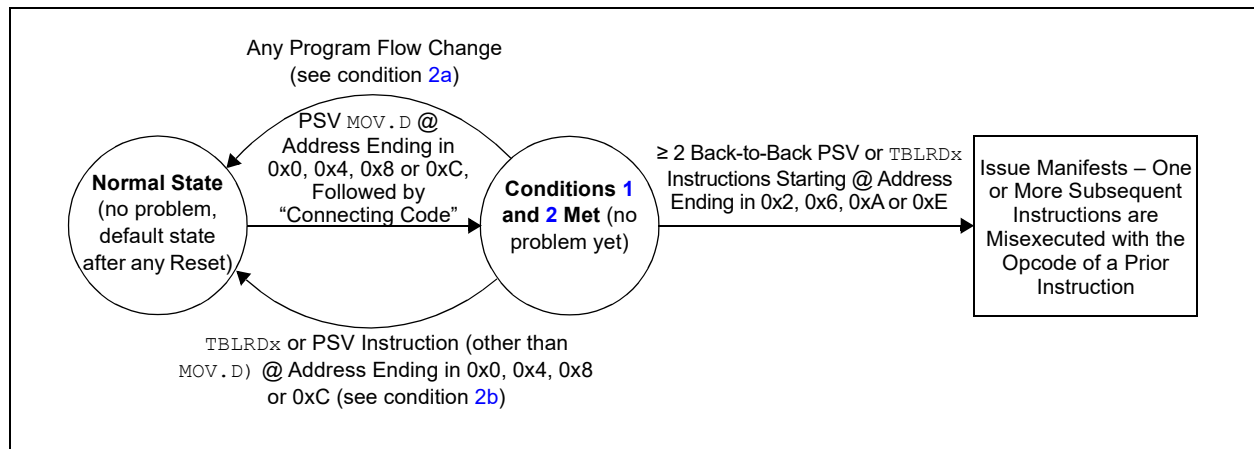 Any Program Flow Change
(see condition 2a)
PSV MOV.D @
Address Ending in
0x0, 0x4, 0x8 or 0xC,
Followed by
“Connecting Code”
Normal State
(no problem,
default state
after any Reset)
Conditions 1
and 2 Met (no
problem yet)
≥ 2 Back-to-Back PSV or TBLRDx
Instructions Starting @ Address
Ending in 0x2, 0x6, 0xA or 0xE
Issue Manifests – One
or More Subsequent
Instructions are
Misexecuted with the
Opcode of a Prior
Instruction
TBLRDx or PSV Instruction (other than
MOV.D) @ Address Ending in 0x0, 0x4, 0x8
or 0xC (see condition 2b)